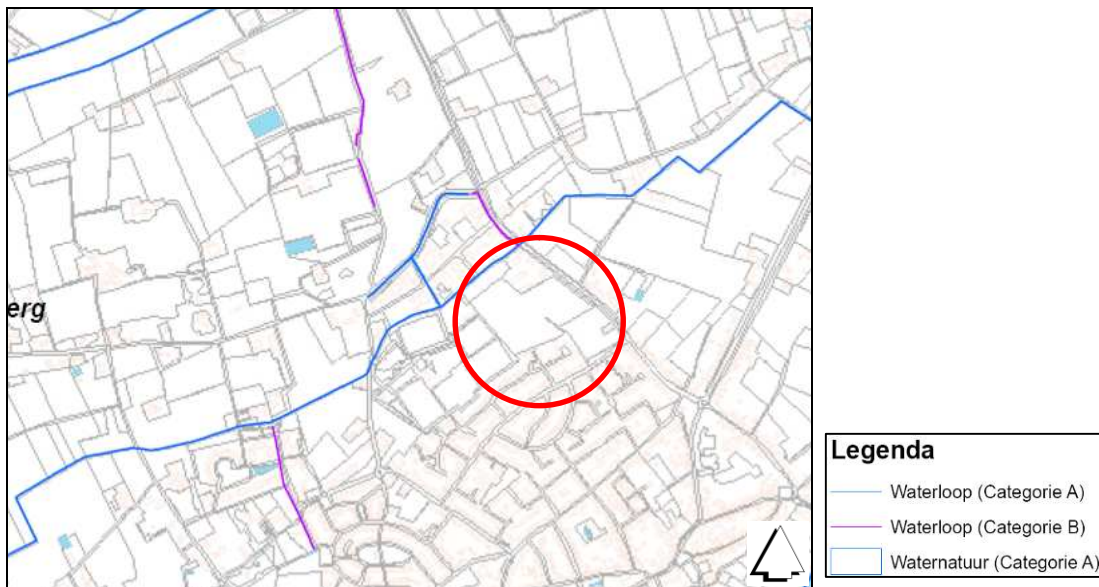 erg
Legenda
Waterloop (Categorie A)
Waterloop (Categorie B)
Waternatuur (Categorie A)